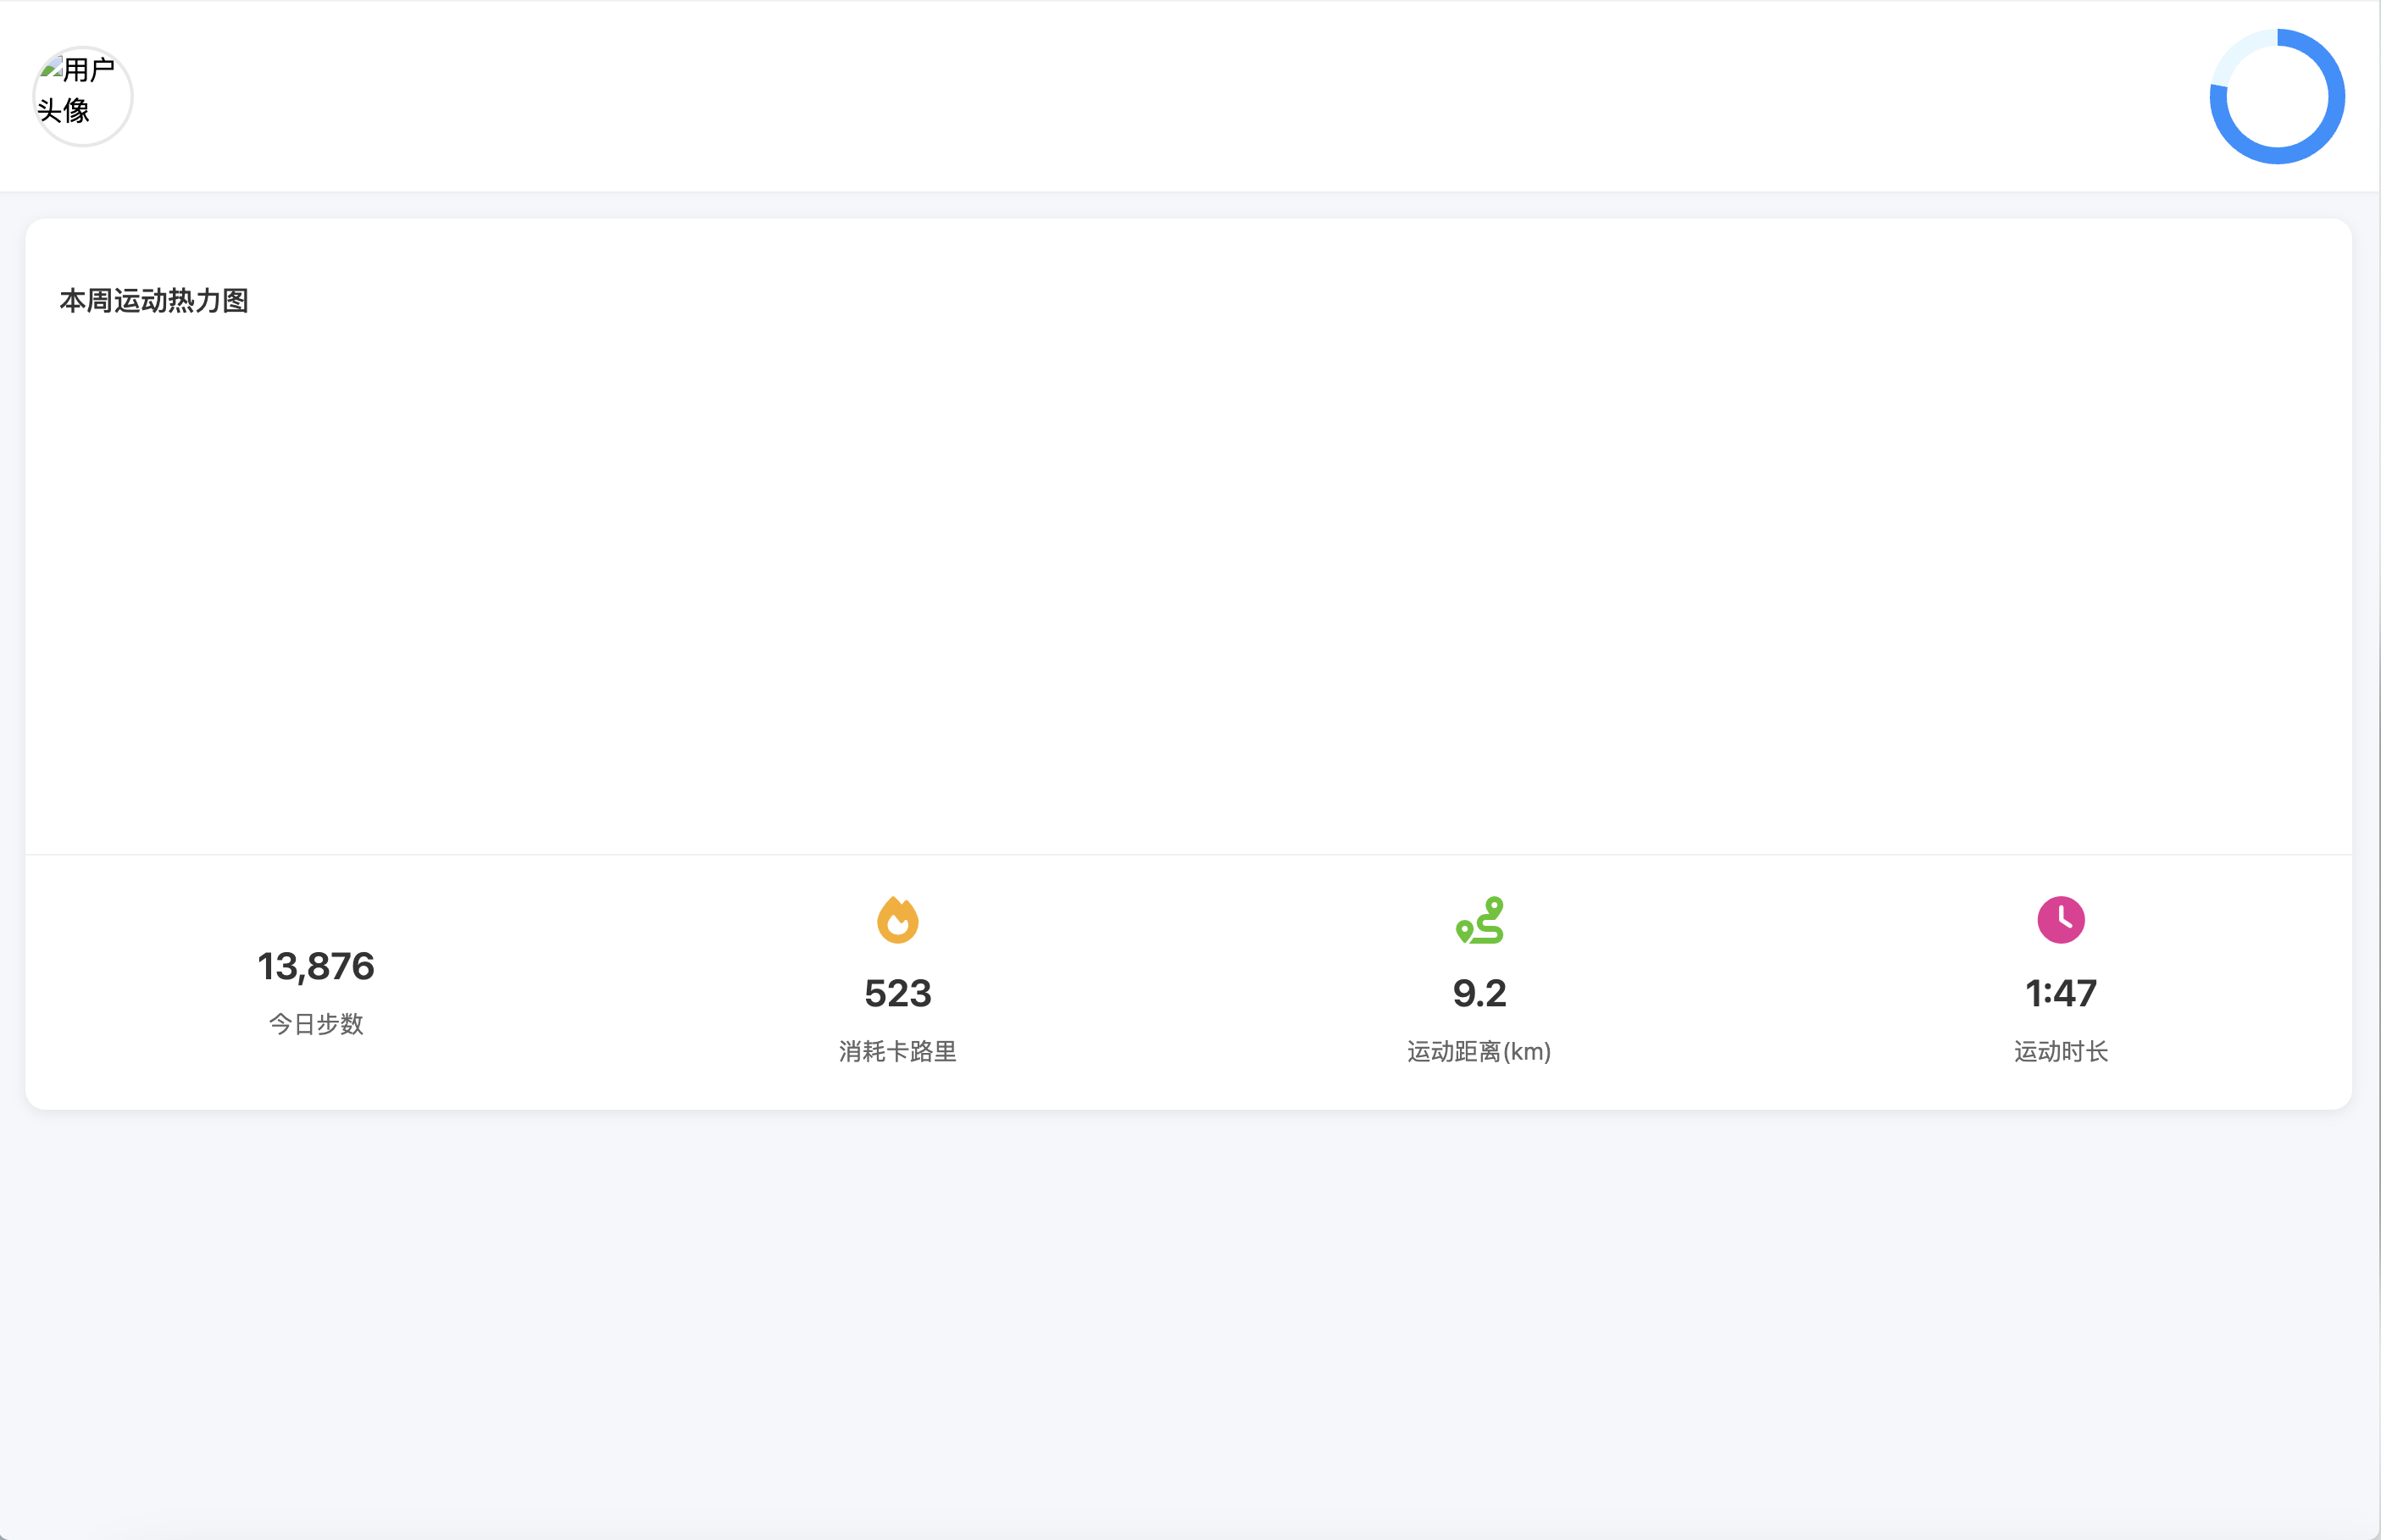 用户
头像
本周运动热力图
13,876
今日步数
523
消耗卡路里
9.2
运动距离(km)
1:47
运动时长